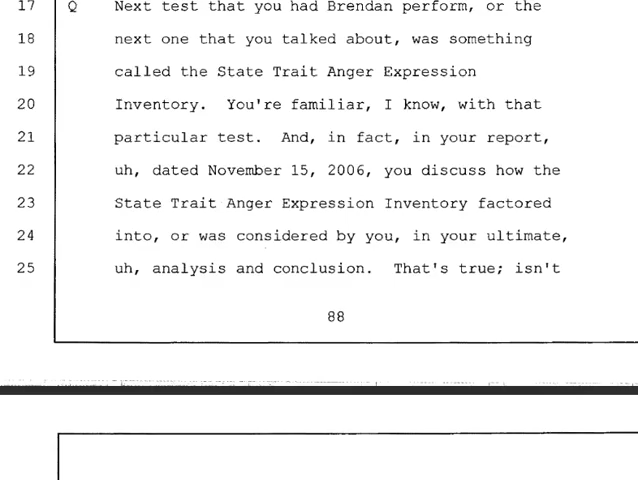 17 Q Next test that you had Brendan perform, or the
18 next one that you talked about, was something
19 called the State Trait Anger Expression
20 Inventory. You're familiar, I know, with that
21 particular test. And, in fact, in your report,
22 uh, dated November 15, 2006, you discuss how the
23 State Trait Anger Expression Inventory factored
24 into, or was considered by you, in your ultimate,
25 uh, analysis and conclusion. That's true; isn't
88